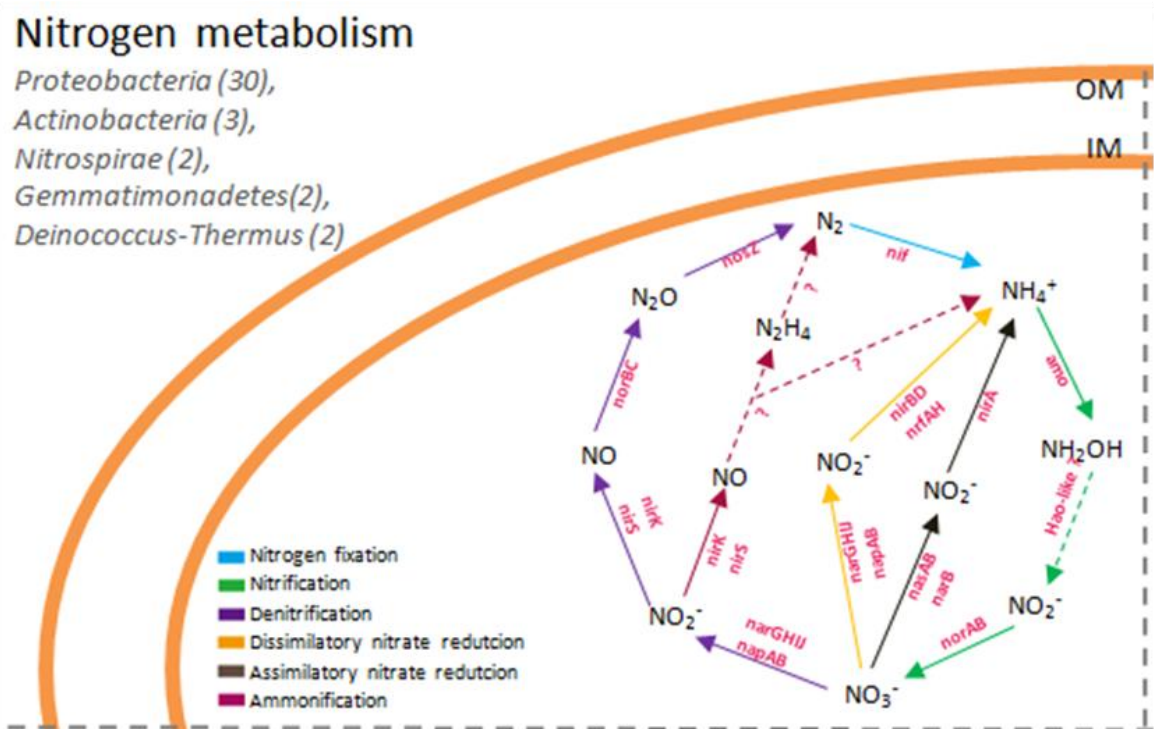 Nitrogen metabolism
Proteobacteria (30),
Actinobacteria (3),
Nitrospirae (2),
Gemmatimonadetes(2),
Deinococcus-Thermus (2)
OM
IM
N₂
nosZ
nif
N₂O
NH₄⁺
?
N₂H₄
norBC
?
amo
nirBD
nrfAH
nirA
?
NO
NH₂OH
NO₂⁻
NO
NO₂⁻
Hao-like ?
nirS
nirK
nirK
nirS
narGHIJ
napAB
nasAB
narB
NO₂⁻
NO₂⁻
narGHIJ
napAB
norAB
NO₃⁻
Nitrogen fixation
Nitrification
Denitrification
Dissimilatory nitrate redutcion
Assimilatory nitrate redutcion
Ammonification